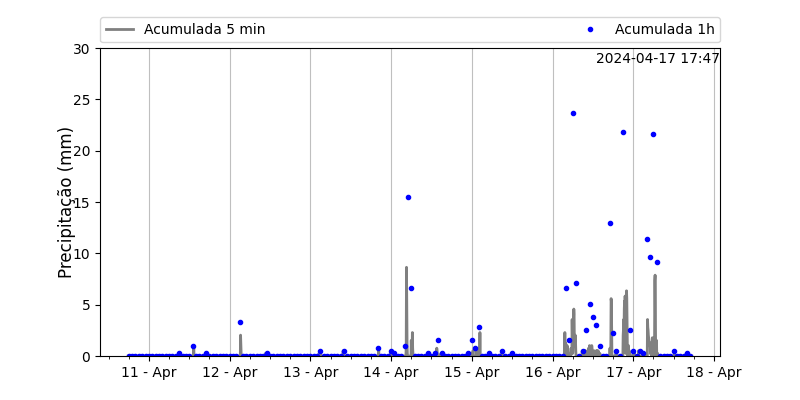 Acumulada 5 min Acumulada 1h
2024-04-17 17:47
Precipitação (mm)
30
25
20
15
10
5
0
11 - Apr 12 - Apr 13 - Apr 14 - Apr 15 - Apr 16 - Apr 17 - Apr 18 - Apr